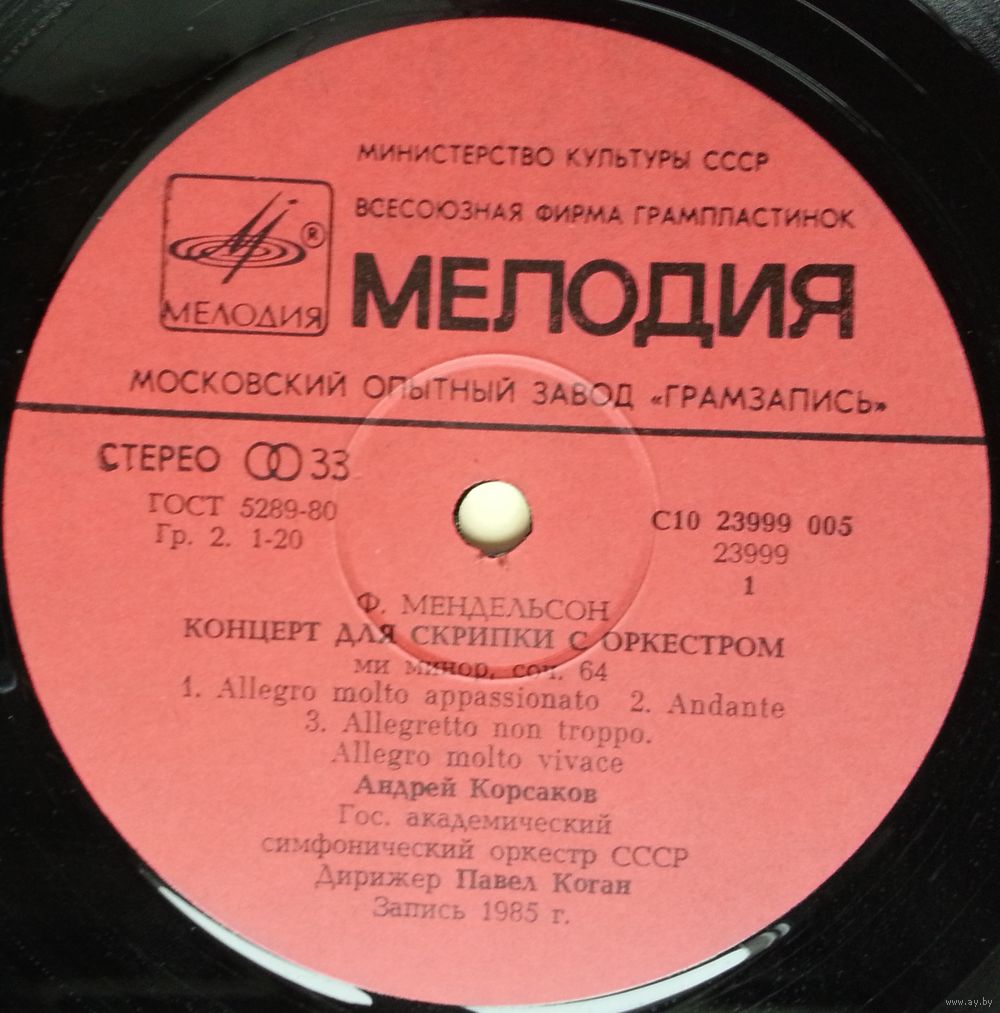 МИНИСТЕРСТВО КУЛЬТУРЫ СССР
ВСЕСОЮЗНАЯ ФИРМА ГРАМПЛАСТИНОК
®
МЕЛОДИЯ
МЕЛОДИЯ
МОСКОВСКИЙ ОПЫТНЫЙ ЗАВОД «ГРАМЗАПИСЬ»
СТЕРЕО 33
ГОСТ 5289-80
Гр. 2. 1-20
С10 23999 005
23999
1
Ф. МЕНДЕЛЬСОН
КОНЦЕРТ ДЛЯ СКРИПКИ С ОРКЕСТРОМ
ми минор, соч. 64
1. Allegro molto appassionato 2. Andante
3. Allegretto non troppo.
Allegro molto vivace
Андрей Корсаков
Гос. академический
симфонический оркестр СССР
Дирижер Павел Коган
Запись 1985 г.
www.ay.by